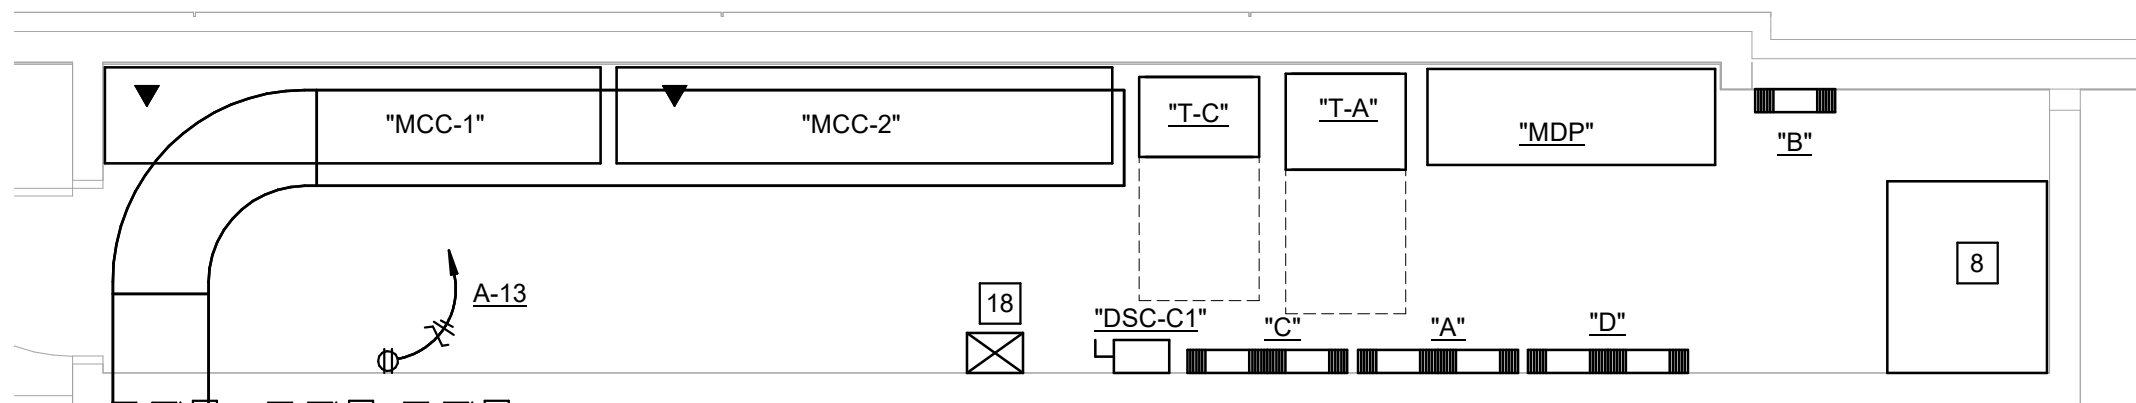 "MCC-1"
"MCC-2"
"T-C"
"T-A"
"MDP"
"B"
8
A-13
18
"DSC-C1"
"C"
"A"
"D"